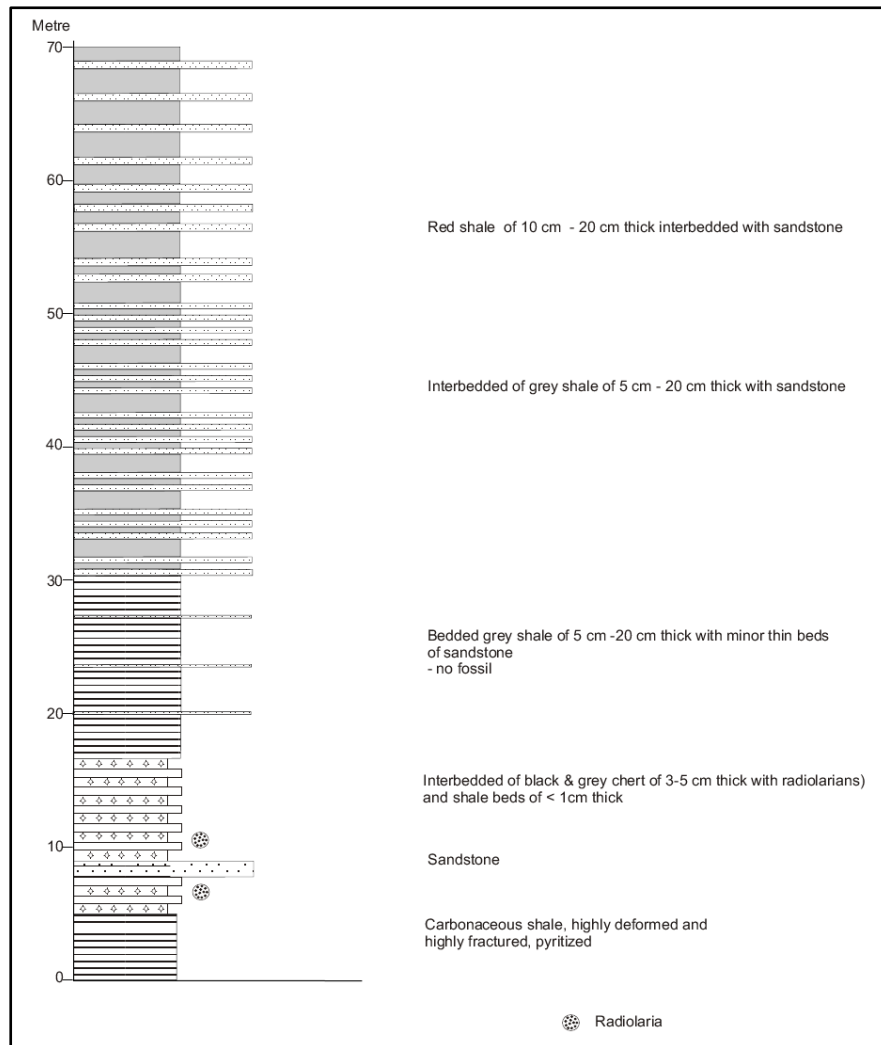 Metre
70
60
Red shale of 10 cm - 20 cm thick interbedded with sandstone
50
Interbedded of grey shale of 5 cm - 20 cm thick with sandstone
40
30
Bedded grey shale of 5 cm -20 cm thick with minor thin beds
of sandstone
- no fossil
20
Interbedded of black & grey chert of 3-5 cm thick with radiolarians)
and shale beds of < 1cm thick
10
Sandstone
Carbonaceous shale, highly deformed and
highly fractured, pyritized
0
Radiolaria